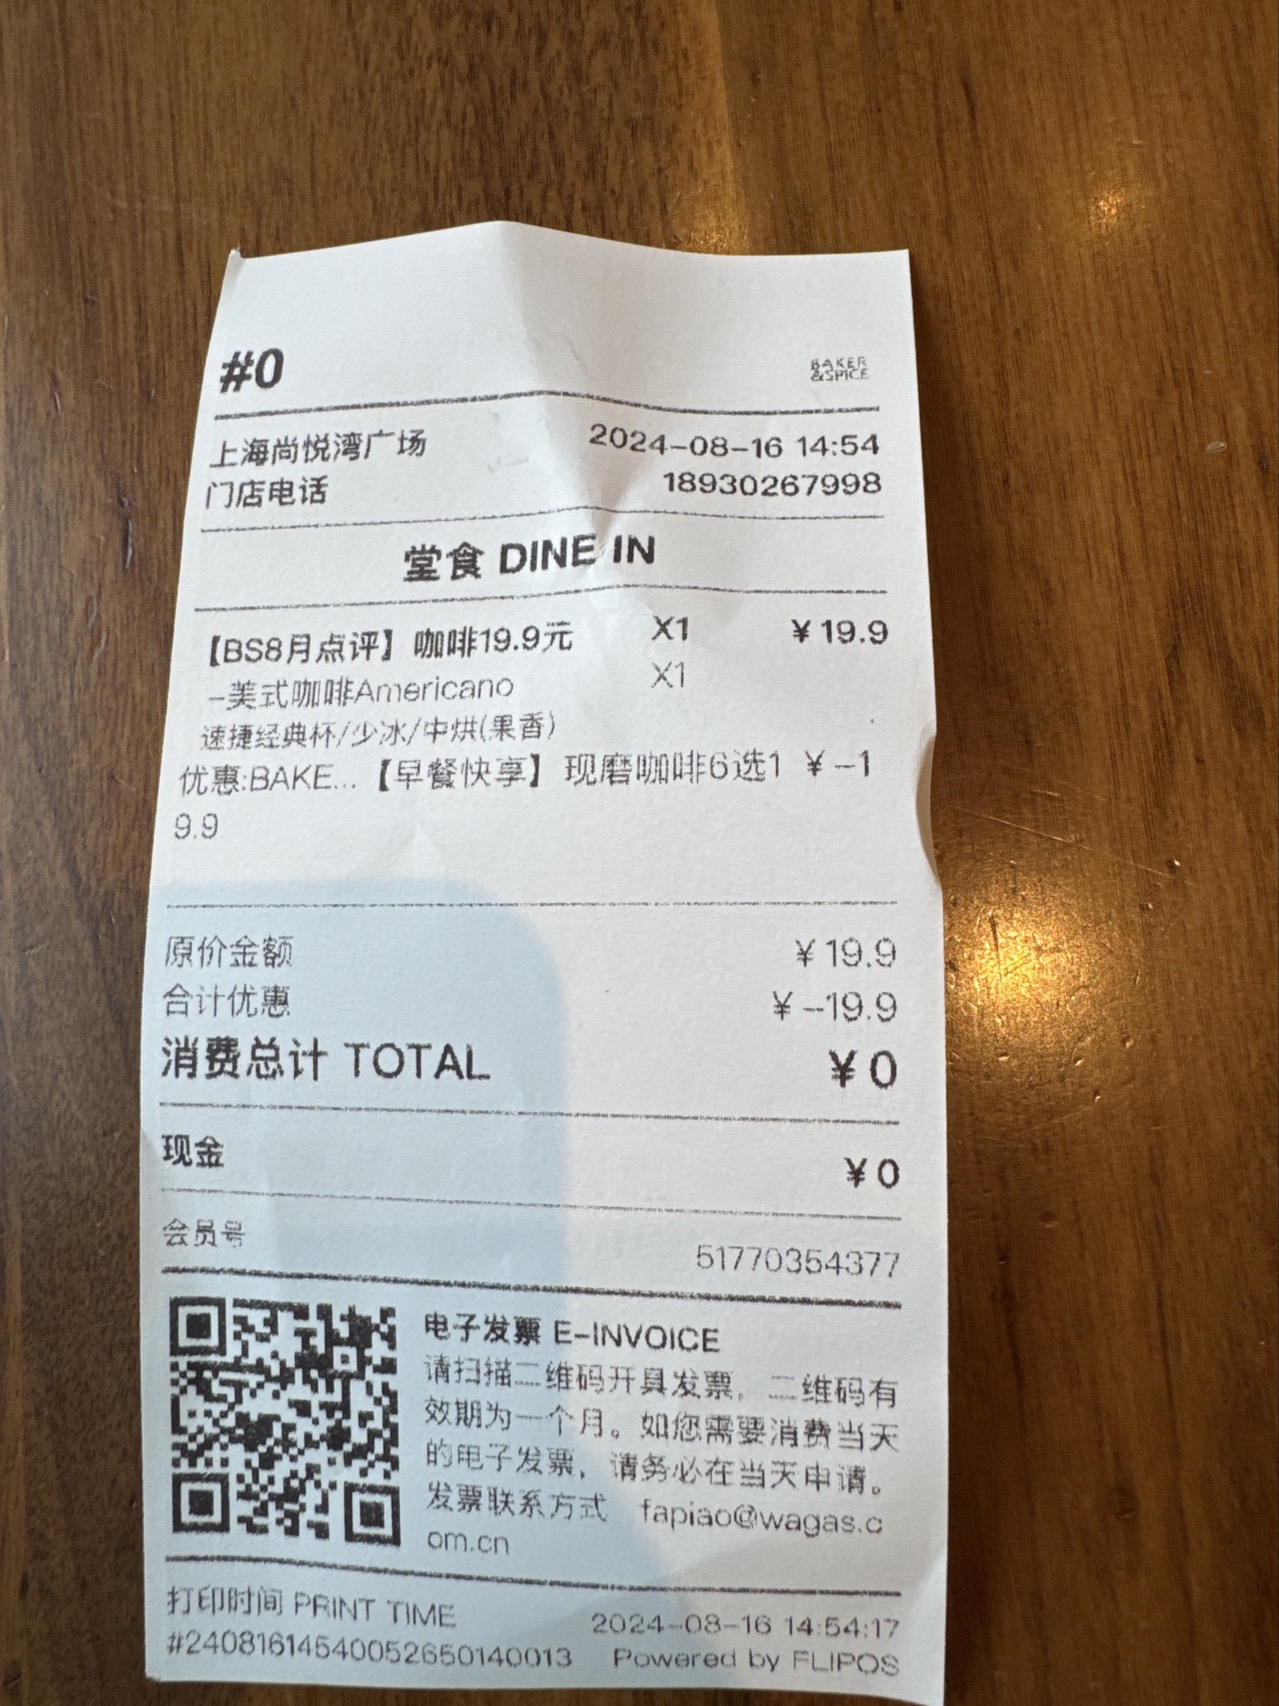 #0
BAKER
&SPICE
上海尚悦湾广场 2024-08-16 14:54
门店电话 18930267998
堂食 DINE IN
【BS8月点评】咖啡19.9元 X1 ¥19.9
-美式咖啡Americano X1
速捷经典杯/少冰/中烘(果香)
优惠:BAKE...【早餐快享】现磨咖啡6选1 ¥-1
9.9
原价金额 ¥19.9
合计优惠 ¥-19.9
消费总计 TOTAL ¥0
现金 ¥0
会员号 51770354377
电子发票 E-INVOICE
请扫描二维码开具发票，二维码有
效期为一个月。如您需要消费当天
的电子发票，请务必在当天申请。
发票联系方式 fapiao@wagas.c
om.cn
打印时间 PRINT TIME 2024-08-16 14:54:17
#24081614540052650140013 Powered by FLIPOS